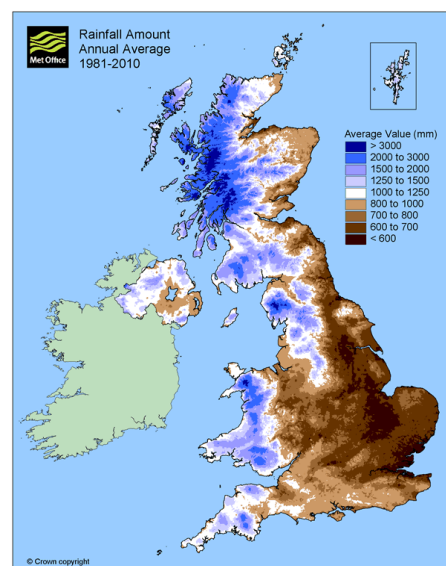 Met Office
Rainfall Amount
Annual Average
1981-2010
Average Value (mm)
> 3000
2000 to 3000
1500 to 2000
1250 to 1500
1000 to 1250
800 to 1000
700 to 800
600 to 700
< 600
© Crown copyright